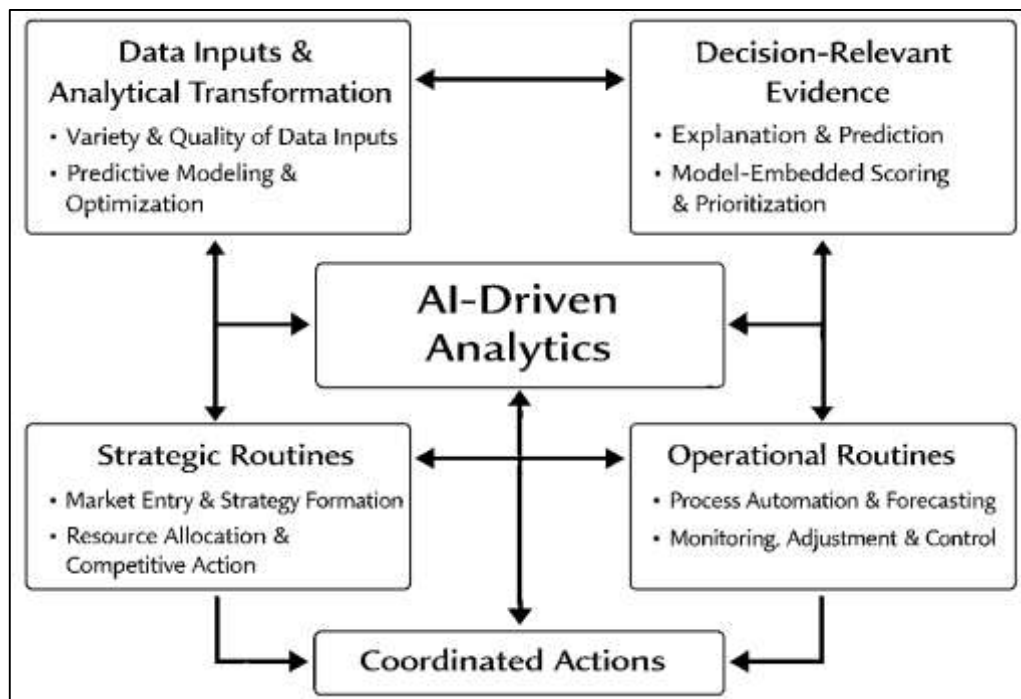 Data Inputs &
Analytical Transformation
• Variety & Quality of Data Inputs
• Predictive Modeling &
Optimization
Decision-Relevant
Evidence
• Explanation & Prediction
• Model-Embedded Scoring
& Prioritization
AI-Driven
Analytics
Strategic Routines
• Market Entry & Strategy Formation
• Resource Allocation &
Competitive Action
Operational Routines
• Process Automation & Forecasting
• Monitoring, Adjustment & Control
Coordinated Actions